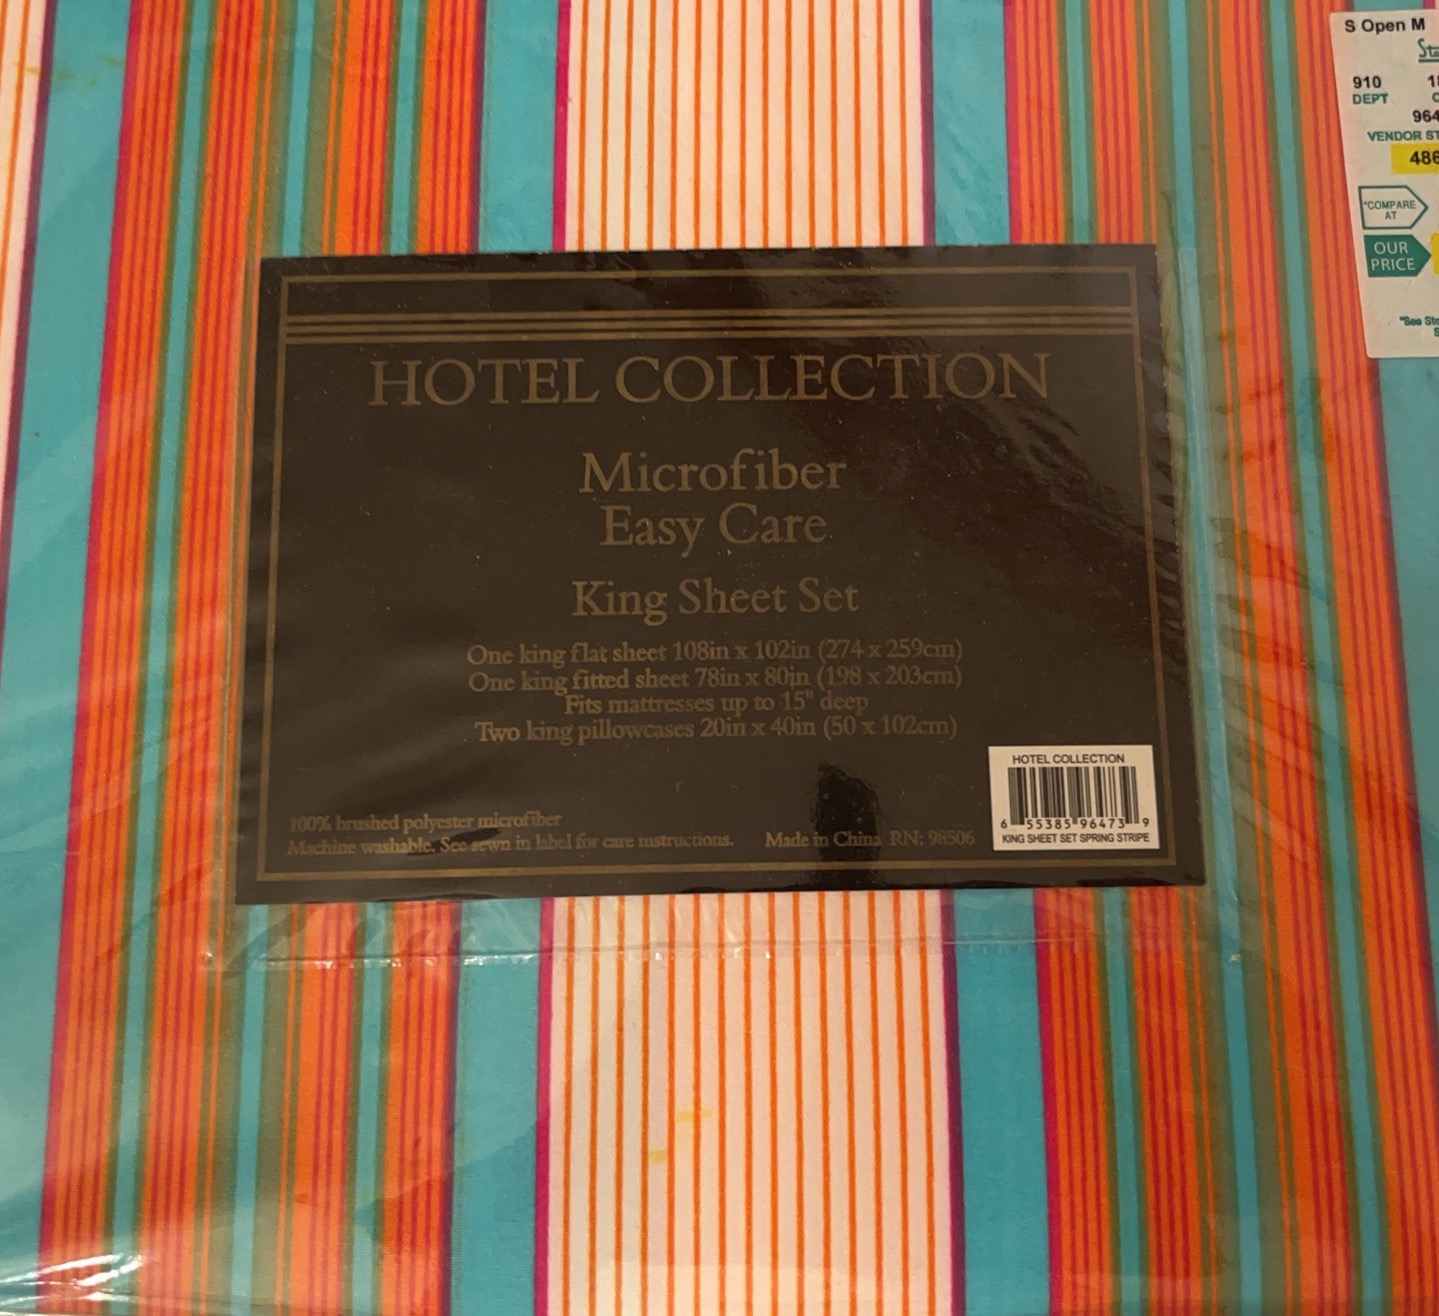 S Open M
910
DEPT
964
VENDOR ST
486
*COMPARE
AT
OUR
PRICE
*See
HOTEL COLLECTION
Microfiber
Easy Care
King Sheet Set
One king flat sheet 108in x 102in (274 x 259cm)
One king fitted sheet 78in x 80in (198 x 203cm)
Fits mattresses up to 15" deep
Two king pillowcases 20in x 40in (50 x 102cm)
100% brushed polyester microfiber
Machine washable. See sewn in label for care instructions. Made in China RN: 98506
HOTEL COLLECTION
6 55385 96473 9
KING SHEET SET SPRING STRIPE